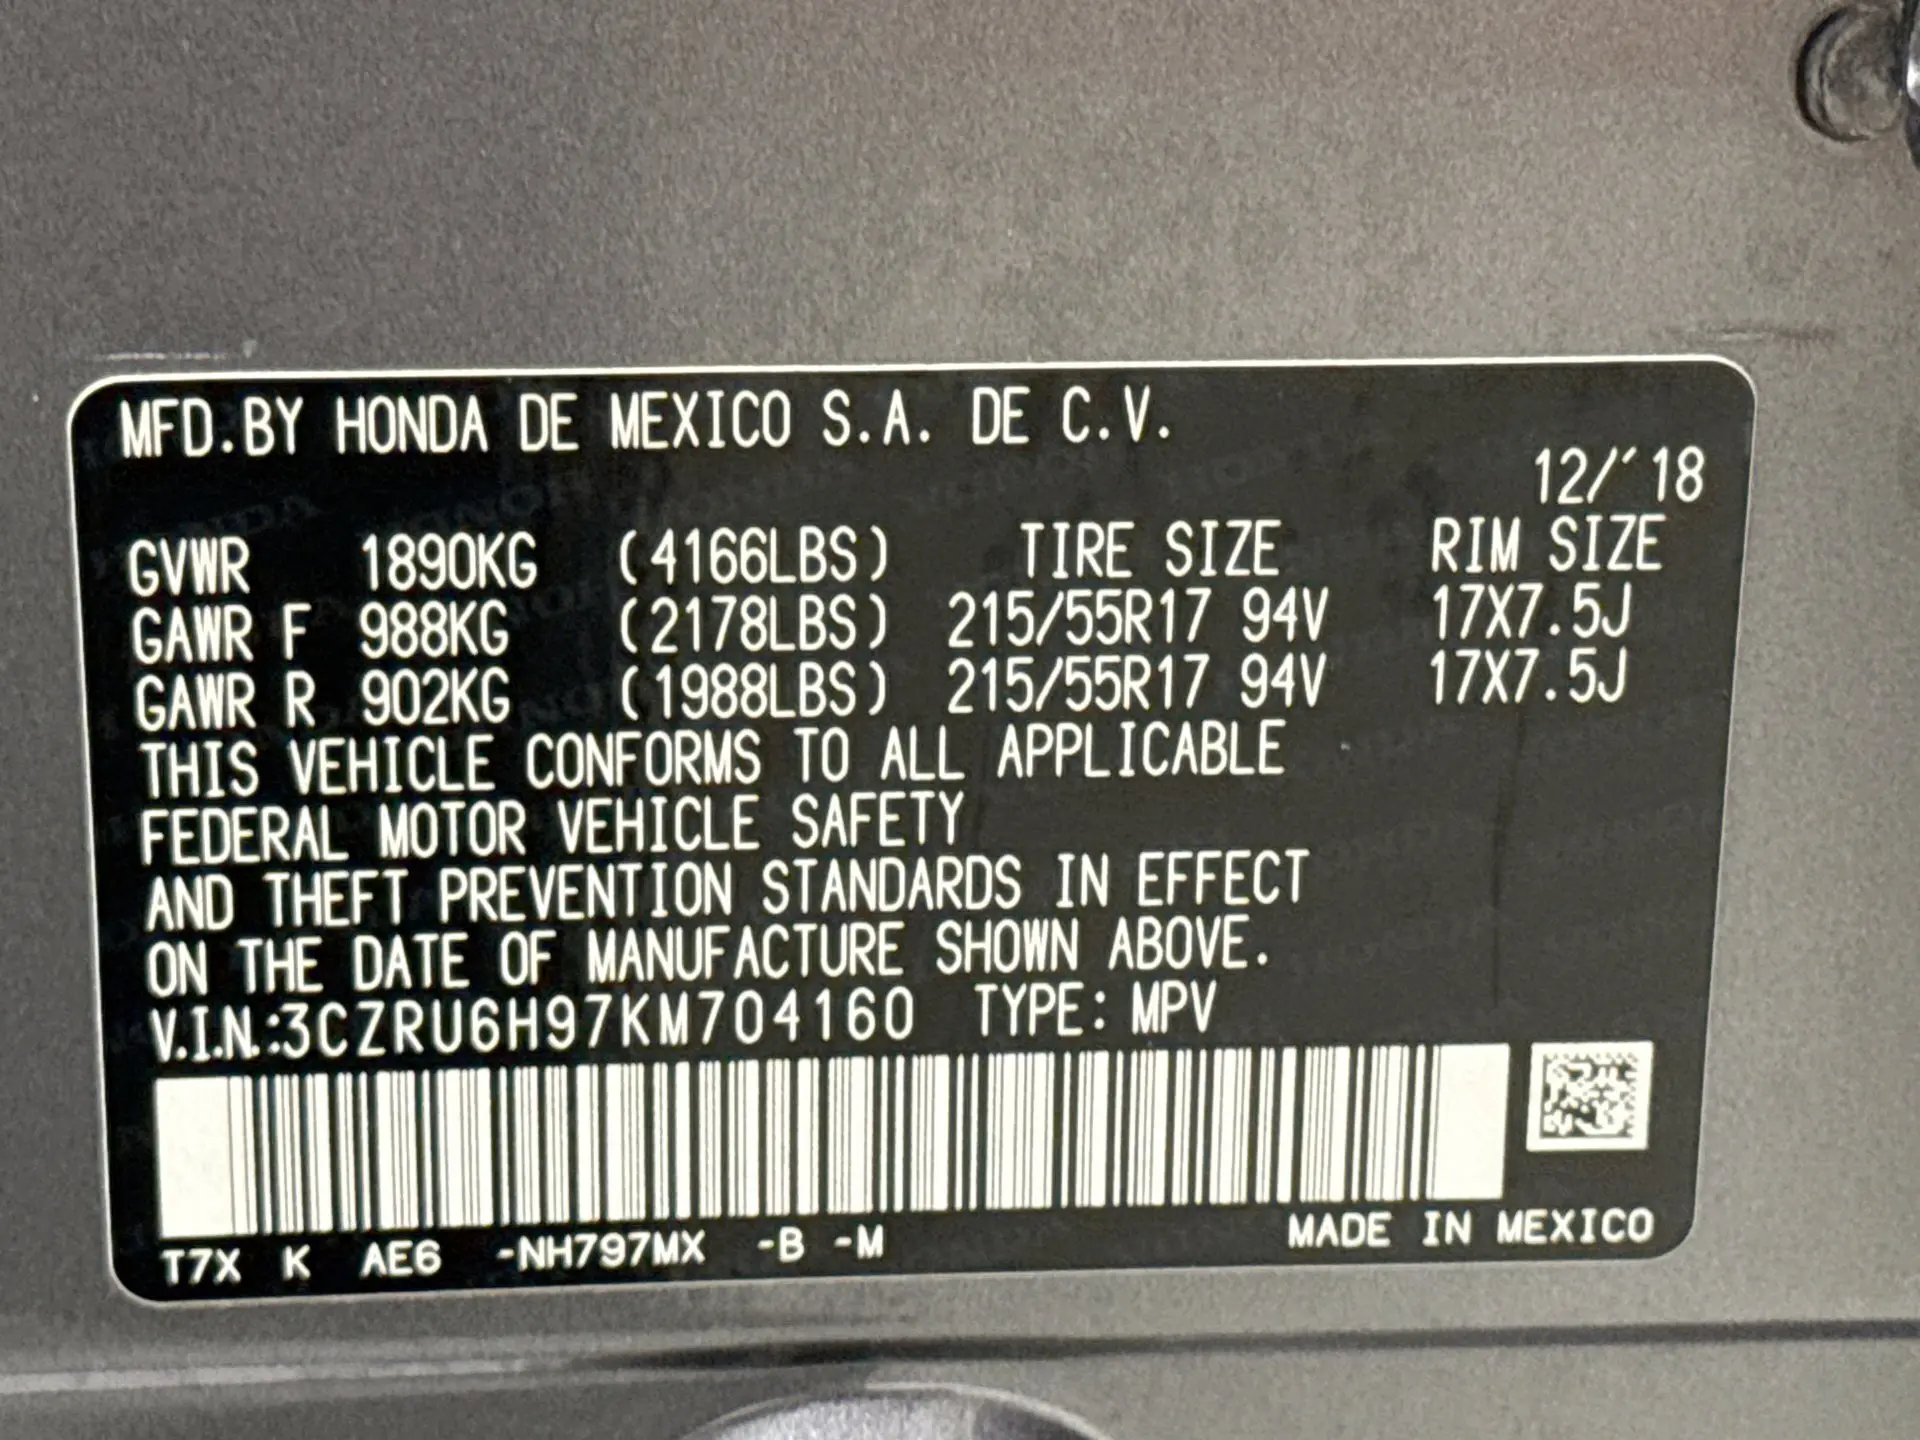 MFD.BY HONDA DE MEXICO S.A. DE C.V.
12/´18
GVWR 1890KG (4166LBS) TIRE SIZE RIM SIZE
GAWR F 988KG (2178LBS) 215/55R17 94V 17X7.5J
GAWR R 902KG (1988LBS) 215/55R17 94V 17X7.5J
THIS VEHICLE CONFORMS TO ALL APPLICABLE
FEDERAL MOTOR VEHICLE SAFETY
AND THEFT PREVENTION STANDARDS IN EFFECT
ON THE DATE OF MANUFACTURE SHOWN ABOVE.
V.I.N.:3CZRU6H97KM704160 TYPE: MPV
T7X K AE6 -NH797MX -B -M MADE IN MEXICO